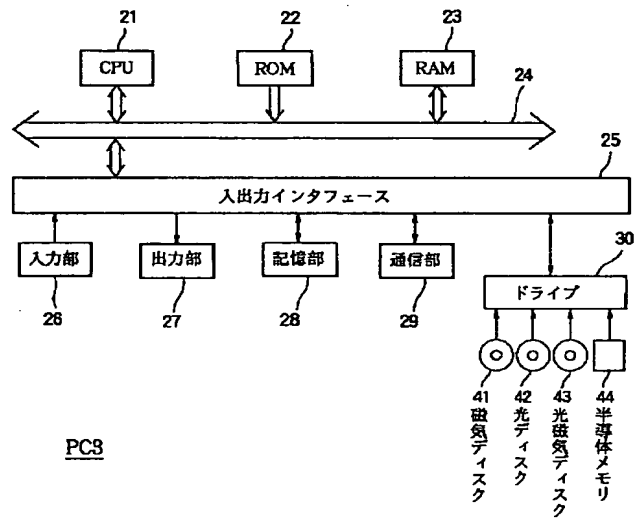 21
22
23
CPU
ROM
RAM
24
25
入出力インタフェース
30
入力部
出力部
記憶部
通信部
ドライブ
26
27
28
29
41 磁気ディスク
42 光ディスク
43 光磁気ディスク
44 半導体メモリ
PC3